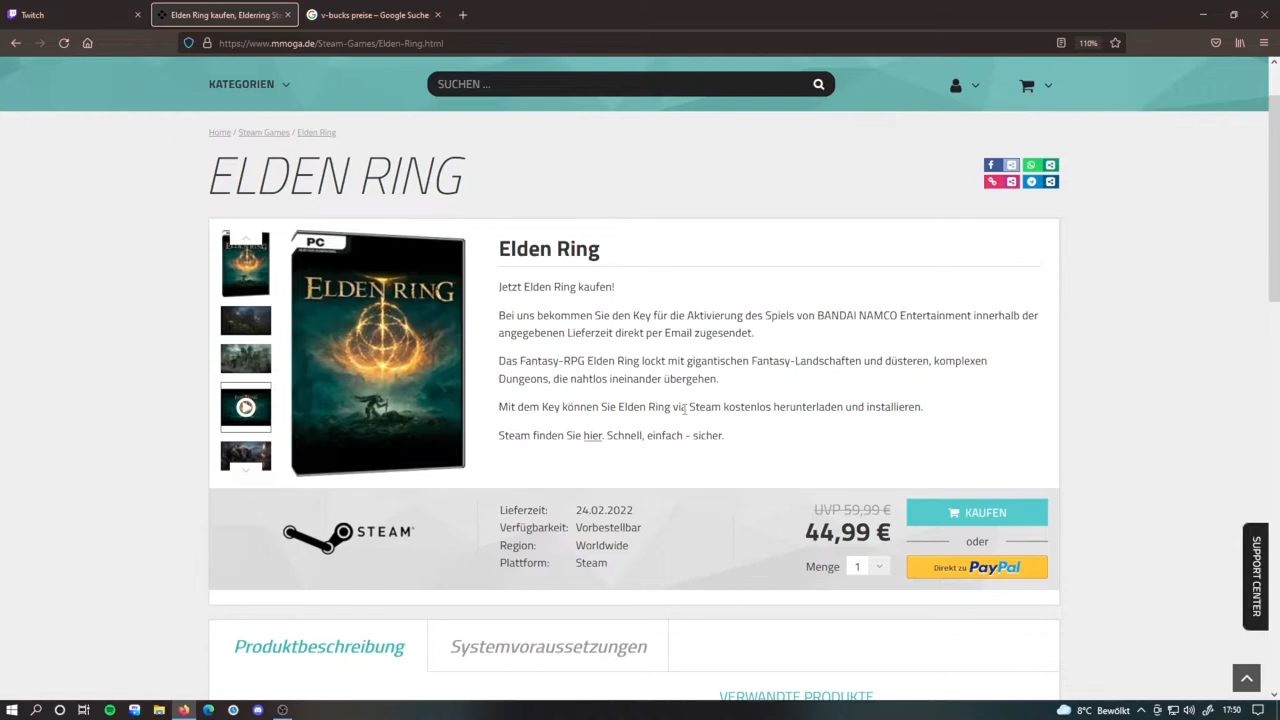 Twitch
Elden Ring kaufen, Elderring Ste
v-bucks preise – Google Suche
https://www.mmoga.de/Steam-Games/Elden-Ring.html
110%
KATEGORIEN
SUCHEN ...
Home / Steam Games / Elden Ring
ELDEN RING
PC
ELDEN RING
Elden Ring
Jetzt Elden Ring kaufen!
Bei uns bekommen Sie den Key für die Aktivierung des Spiels von BANDAI NAMCO Entertainment innerhalb der
angegebenen Lieferzeit direkt per Email zugesendet.
Das Fantasy-RPG Elden Ring lockt mit gigantischen Fantasy-Landschaften und düsteren, komplexen
Dungeons, die nahtlos ineinander übergehen.
Mit dem Key können Sie Elden Ring via Steam kostenlos herunterladen und installieren.
Steam finden Sie hier. Schnell, einfach - sicher.
STEAM
Lieferzeit: 24.02.2022
Verfügbarkeit: Vorbestellbar
Region: Worldwide
Plattform: Steam
UVP 59,99 €
44,99 €
Menge 1
KAUFEN
oder
Direkt zu PayPal
SUPPORT CENTER
Produktbeschreibung
Systemvoraussetzungen
VERWANDTE PRODUKTE
8°C Bewölkt
17:50